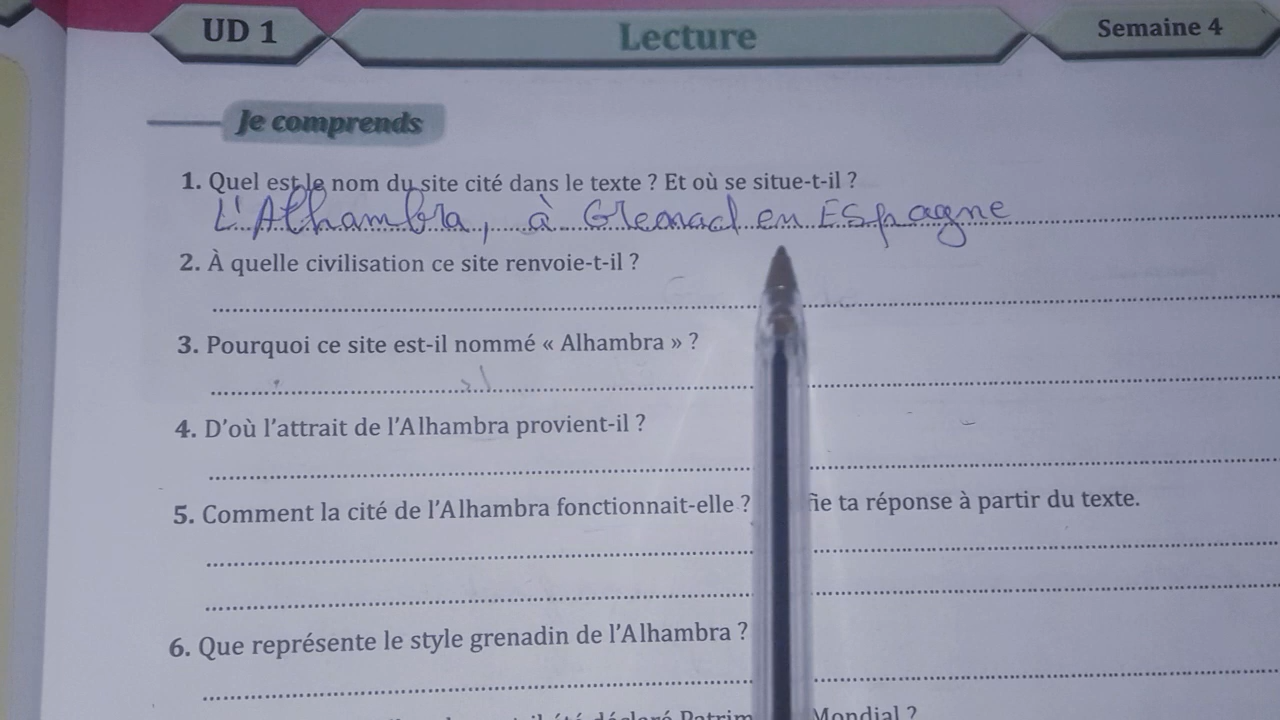 UD 1
Lecture
Semaine 4
Je comprends
1. Quel est le nom du site cité dans le texte ? Et où se situe-t-il ?
L'Alhambra, à Grenad en Espagne
2. À quelle civilisation ce site renvoie-t-il ?
3. Pourquoi ce site est-il nommé « Alhambra » ?
4. D'où l'attrait de l'Alhambra provient-il ?
5. Comment la cité de l'Alhambra fonctionnait-elle ? ta réponse à partir du texte.
6. Que représente le style grenadin de l'Alhambra ?
Mondial ?